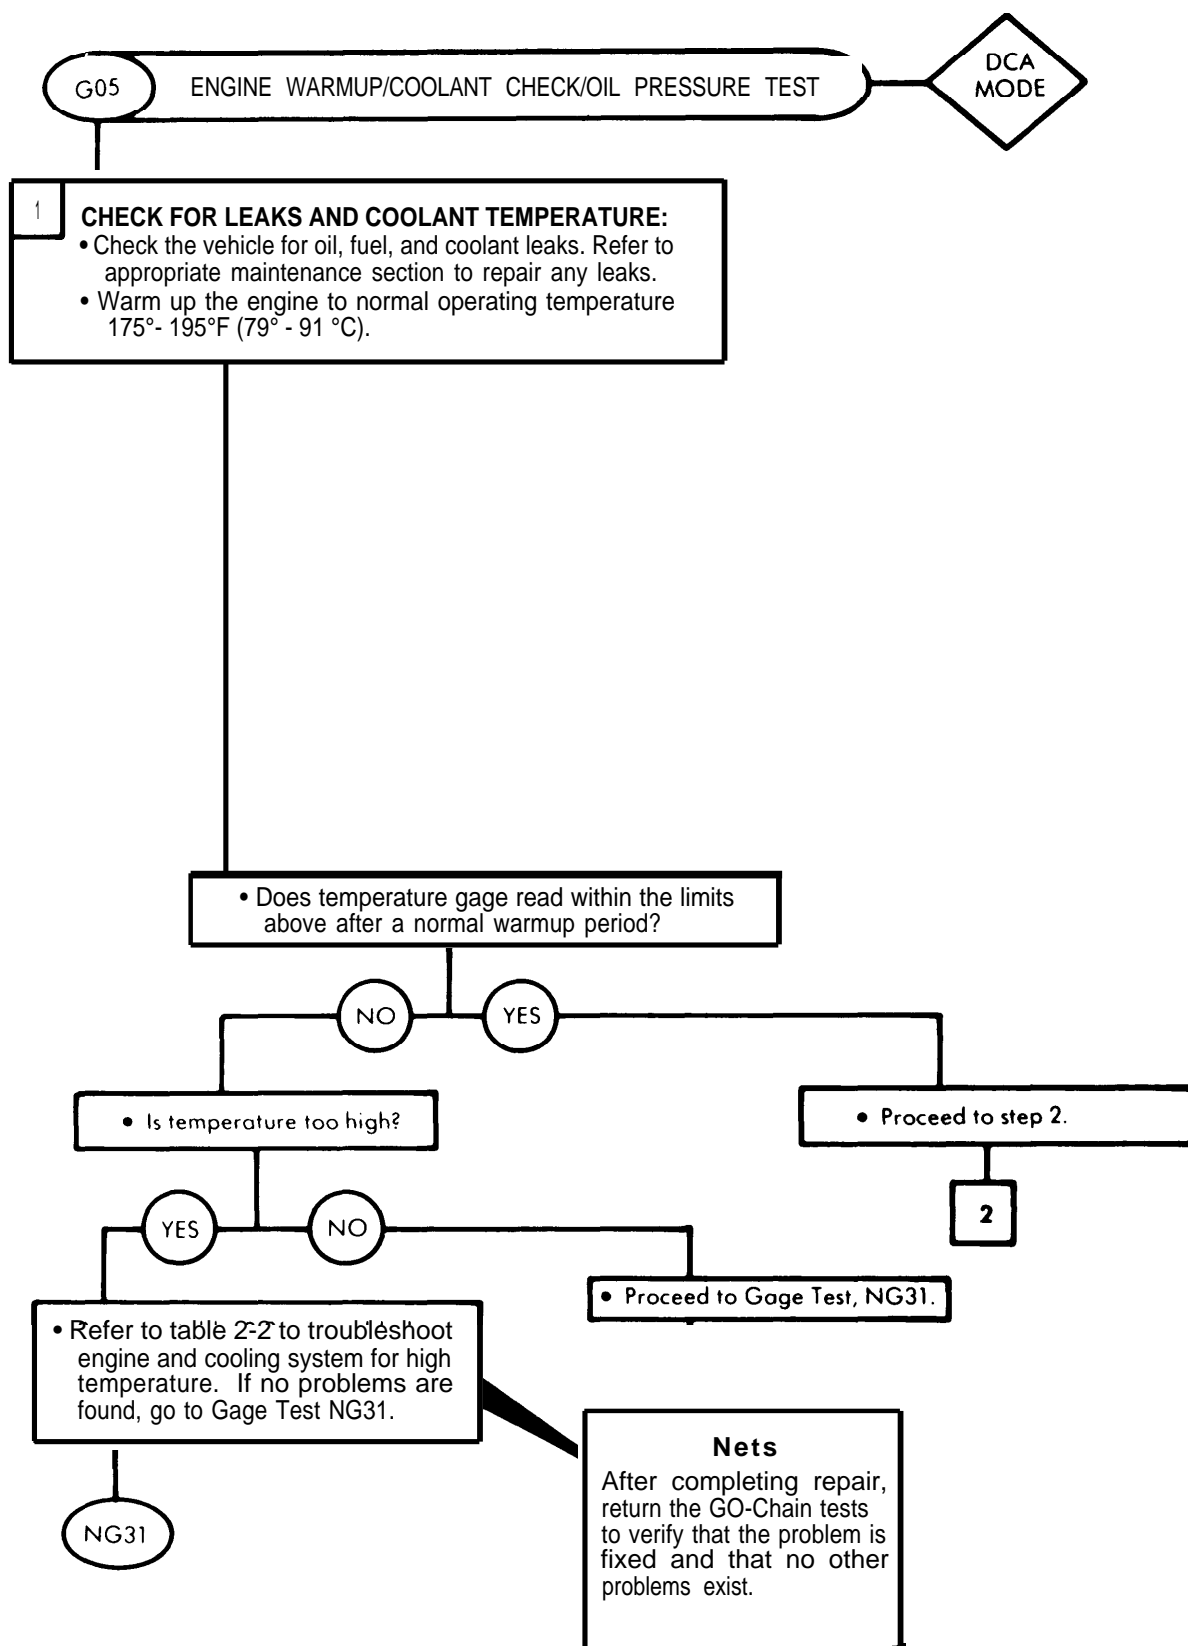 G05
ENGINE WARMUP/COOLANT CHECK/OIL PRESSURE TEST
DCA
MODE
1
CHECK FOR LEAKS AND COOLANT TEMPERATURE:
• Check the vehicle for oil, fuel, and coolant leaks. Refer to
appropriate maintenance section to repair any leaks.
• Warm up the engine to normal operating temperature
175°- 195°F (79° - 91 °C).
• Does temperature gage read within the limits
above after a normal warmup period?
NO
YES
• Is temperature too high?
• Proceed to step 2.
2
YES
NO
• Proceed to Gage Test, NG31.
• Refer to table 2-2 to troubleshoot
engine and cooling system for high
temperature. If no problems are
found, go to Gage Test NG31.
NG31
Nets
After completing repair,
return the GO-Chain tests
to verify that the problem is
fixed and that no other
problems exist.